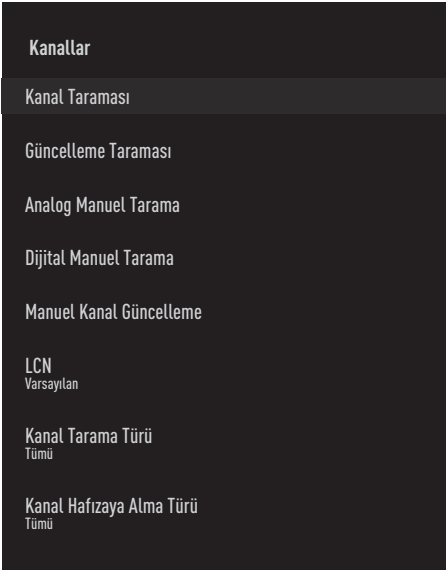 Kanallar
Kanal Taraması
Güncelleme Taraması
Analog Manuel Tarama
Dijital Manuel Tarama
Manuel Kanal Güncelleme
LCN
Varsayılan
Kanal Tarama Türü
Tümü
Kanal Hafızaya Alma Türü
Tümü